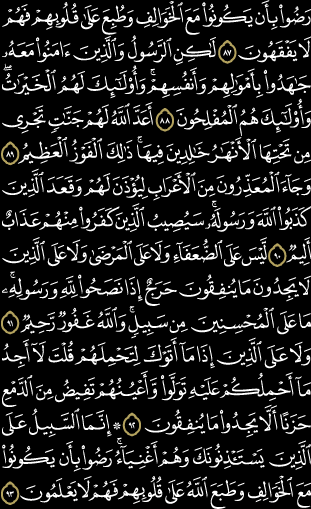 رَضُوا۟ بِأَن يَكُونُوا۟ مَعَ ٱلْخَوَالِفِ وَطُبِعَ عَلَىٰ قُلُوبِهِمْ فَهُمْ
لَا يَفْقَهُونَ ٨٧ لَٰكِنِ ٱلرَّسُولُ وَٱلَّذِينَ ءَامَنُوا۟ مَعَهُۥ
جَٰهَدُوا۟ بِأَمْوَٰلِهِمْ وَأَنفُسِهِمْ ۚ وَأُو۟لَٰٓئِكَ لَهُمُ ٱلْخَيْرَٰتُ ۖ
وَأُو۟لَٰٓئِكَ هُمُ ٱلْمُفْلِحُونَ ٨٨ أَعَدَّ ٱللَّهُ لَهُمْ جَنَّٰتٍ تَجْرِى
مِن تَحْتِهَا ٱلْأَنْهَٰرُ خَٰلِدِينَ فِيهَا ۚ ذَٰلِكَ ٱلْفَوْزُ ٱلْعَظِيمُ ٨٩
وَجَآءَ ٱلْمُعَذِّرُونَ مِنَ ٱلْأَعْرَابِ لِيُؤْذَنَ لَهُمْ وَقَعَدَ ٱلَّذِينَ
كَذَبُوا۟ ٱللَّهَ وَرَسُولَهُۥ ۚ سَيُصِيبُ ٱلَّذِينَ كَفَرُوا۟ مِنْهُمْ عَذَابٌ
أَلِيمٌ ٩٠ لَّيْسَ عَلَى ٱلضُّعَفَآءِ وَلَا عَلَى ٱلْمَرْضَىٰ وَلَا عَلَى ٱلَّذِينَ
لَا يَجِدُونَ مَا يُنفِقُونَ حَرَجٌ إِذَا نَصَحُوا۟ لِلَّهِ وَرَسُولِهِۦ ۚ
مَا عَلَى ٱلْمُحْسِنِينَ مِن سَبِيلٍ ۚ وَٱللَّهُ غَفُورٌ رَّحِيمٌ ٩١
وَلَا عَلَى ٱلَّذِينَ إِذَا مَآ أَتَوْكَ لِتَحْمِلَهُمْ قُلْتَ لَآ أَجِدُ
مَآ أَحْمِلُكُمْ عَلَيْهِ تَوَلَّوا۟ وَّأَعْيُنُهُمْ تَفِيضُ مِنَ ٱلدَّمْعِ
حَزَنًا أَلَّا يَجِدُوا۟ مَا يُنفِقُونَ ٩٢ ۞ إِنَّمَا ٱلسَّبِيلُ عَلَى
ٱلَّذِينَ يَسْتَـْٔذِنُونَكَ وَهُمْ أَغْنِيَآءُ ۚ رَضُوا۟ بِأَن يَكُونُوا۟
مَعَ ٱلْخَوَالِفِ وَطَبَعَ ٱللَّهُ عَلَىٰ قُلُوبِهِمْ فَهُمْ لَا يَعْلَمُونَ ٩٣